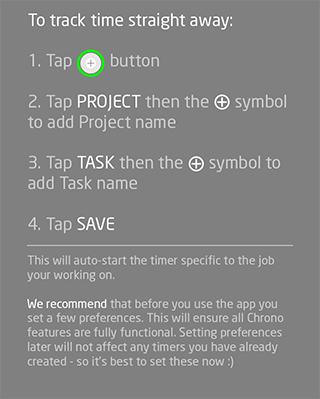 To track time straight away:
1. Tap ⊕ button
2. Tap PROJECT then the ⊕ symbol
to add Project name
3. Tap TASK then the ⊕ symbol to
add Task name
4. Tap SAVE
This will auto-start the timer specific to the job
your working on.
We recommend that before you use the app you
set a few preferences. This will ensure all Chrono
features are fully functional. Setting preferences
later will not affect any timers you have already
created - so it's best to set these now :)